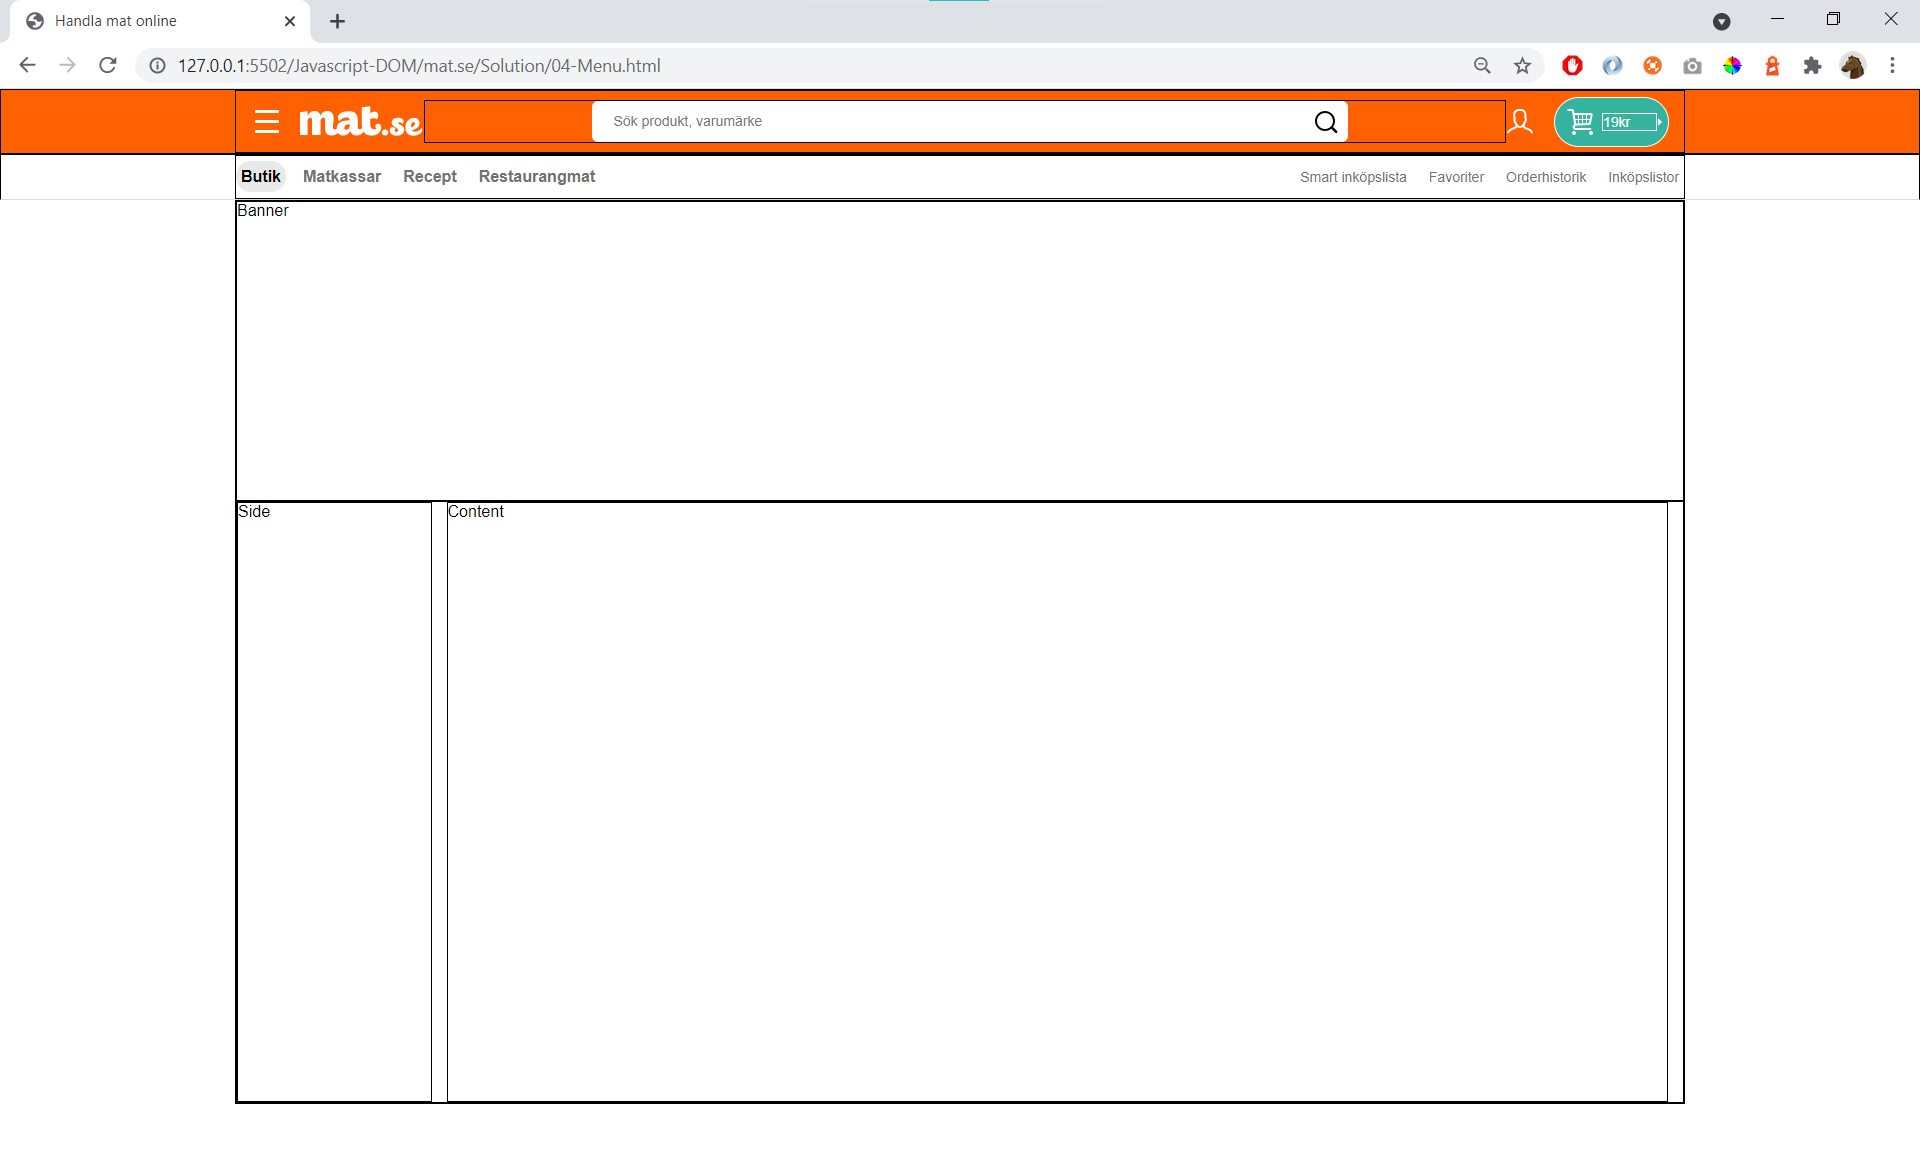 Handla mat online
127.0.0.1:5502/Javascript-DOM/mat.se/Solution/04-Menu.html
mat.se
Sök produkt, varumärke
19kr
Butik Matkassar Recept Restaurangmat Smart inköpslista Favoriter Orderhistorik Inköpslistor
Banner
Side
Content